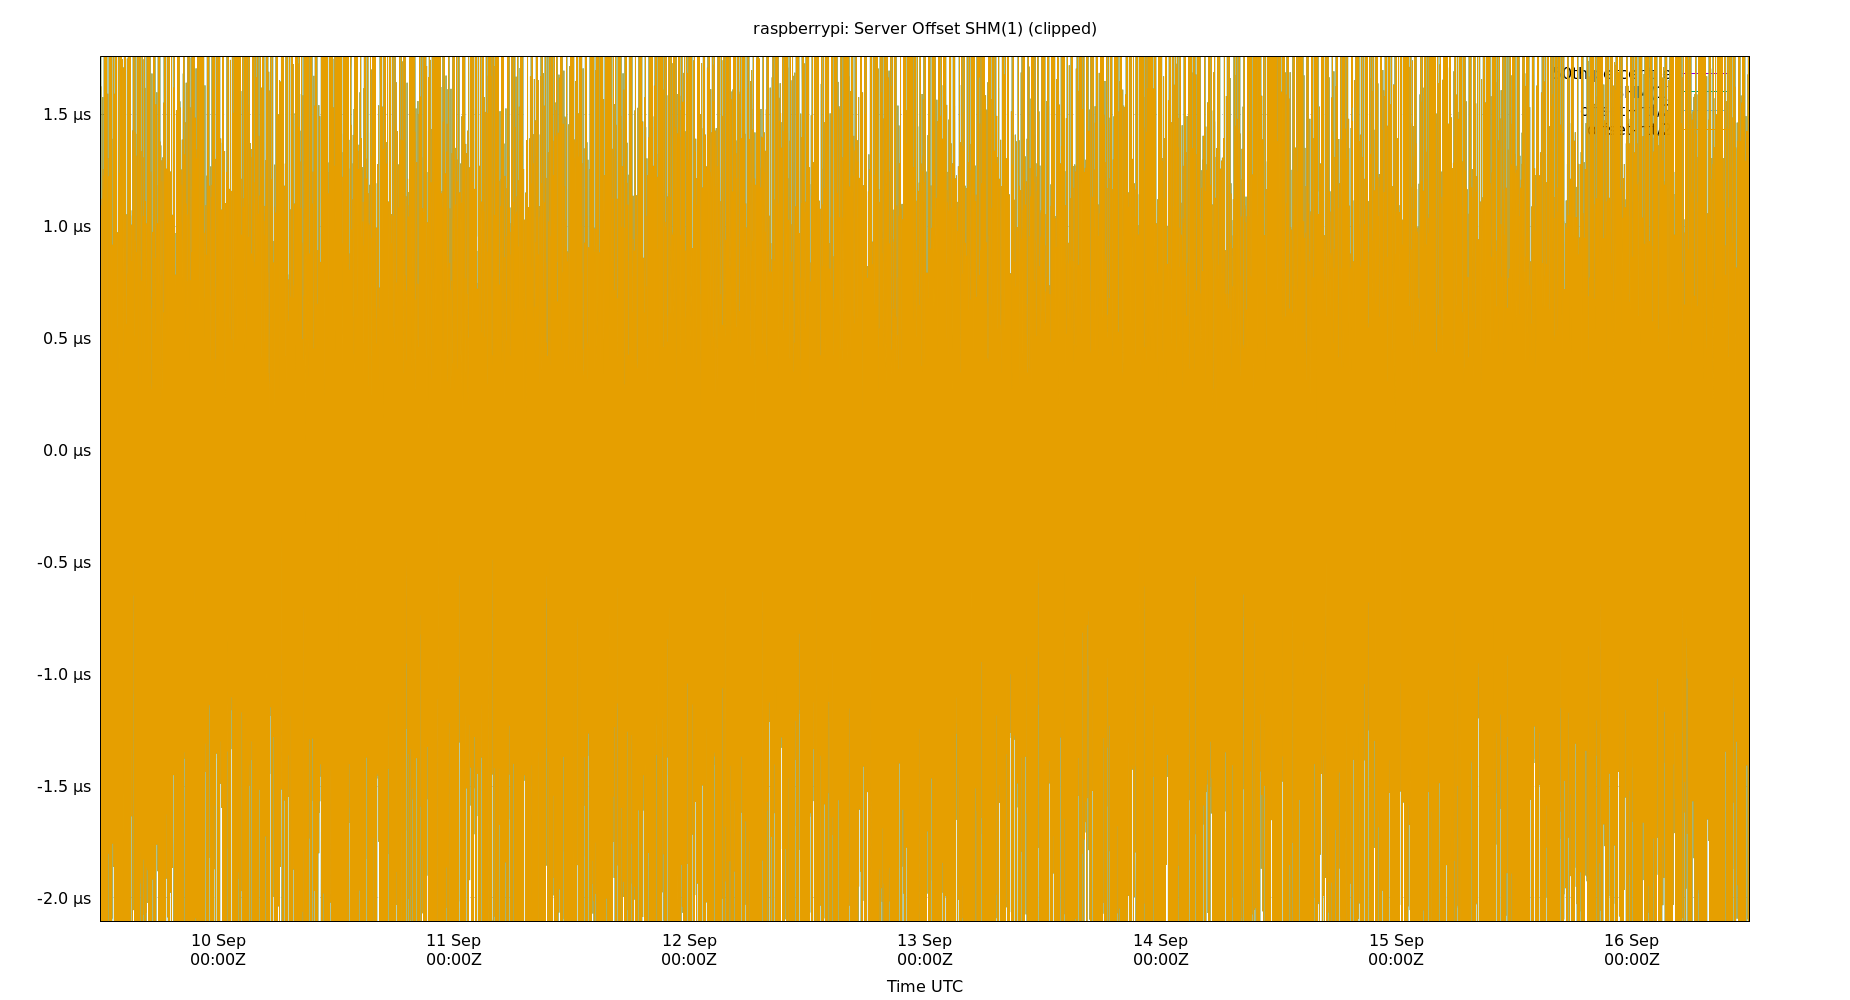 raspberrypi: Server Offset SHM(1) (clipped)
1.5 µs
1.0 µs
0.5 µs
0.0 µs
-0.5 µs
-1.0 µs
-1.5 µs
-2.0 µs
10 Sep
00:00Z
11 Sep
00:00Z
12 Sep
00:00Z
13 Sep
00:00Z
14 Sep
00:00Z
15 Sep
00:00Z
16 Sep
00:00Z
Time UTC